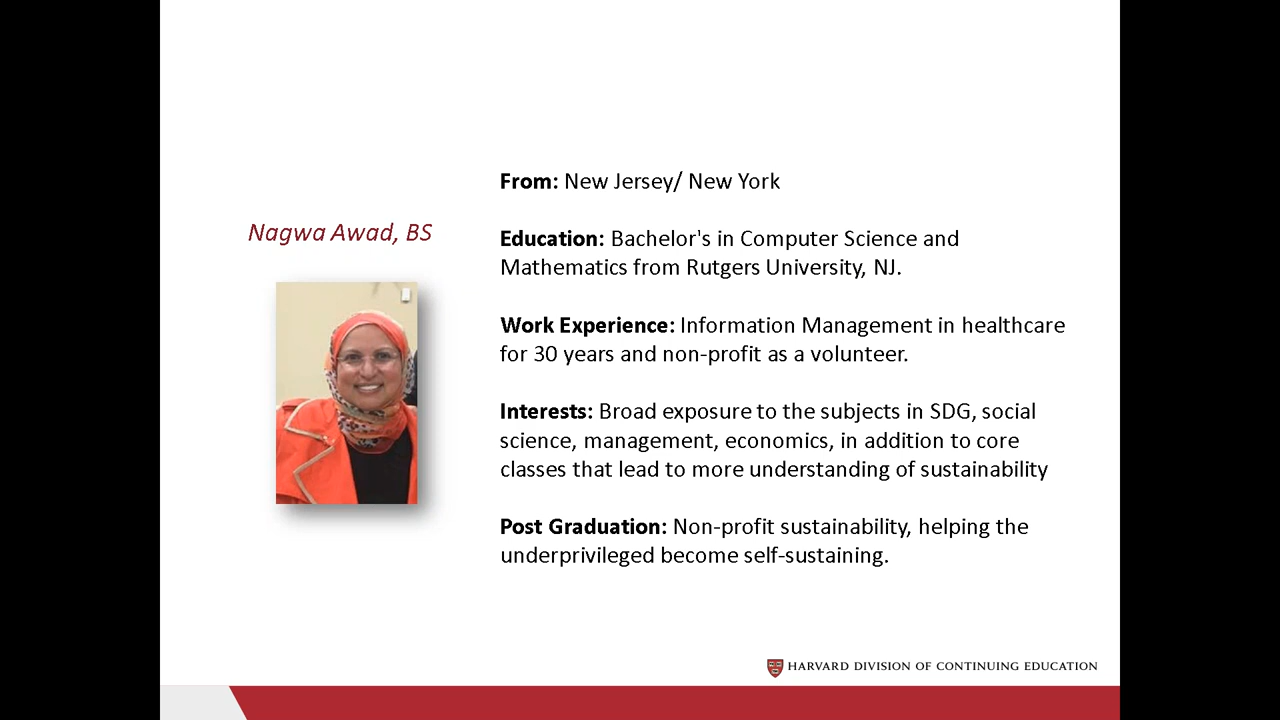 From: New Jersey/ New York
Nagwa Awad, BS
Education: Bachelor's in Computer Science and
Mathematics from Rutgers University, NJ.
Work Experience: Information Management in healthcare
for 30 years and non-profit as a volunteer.
Interests: Broad exposure to the subjects in SDG, social
science, management, economics, in addition to core
classes that lead to more understanding of sustainability
Post Graduation: Non-profit sustainability, helping the
underprivileged become self-sustaining.
HARVARD DIVISION OF CONTINUING EDUCATION